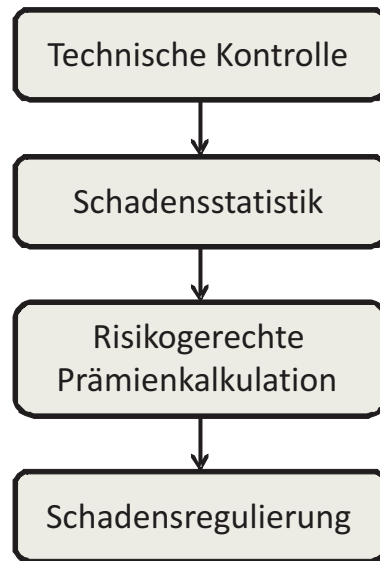 Technische Kontrolle
Schadensstatistik
Risikogerechte
Prämienkalkulation
Schadensregulierung